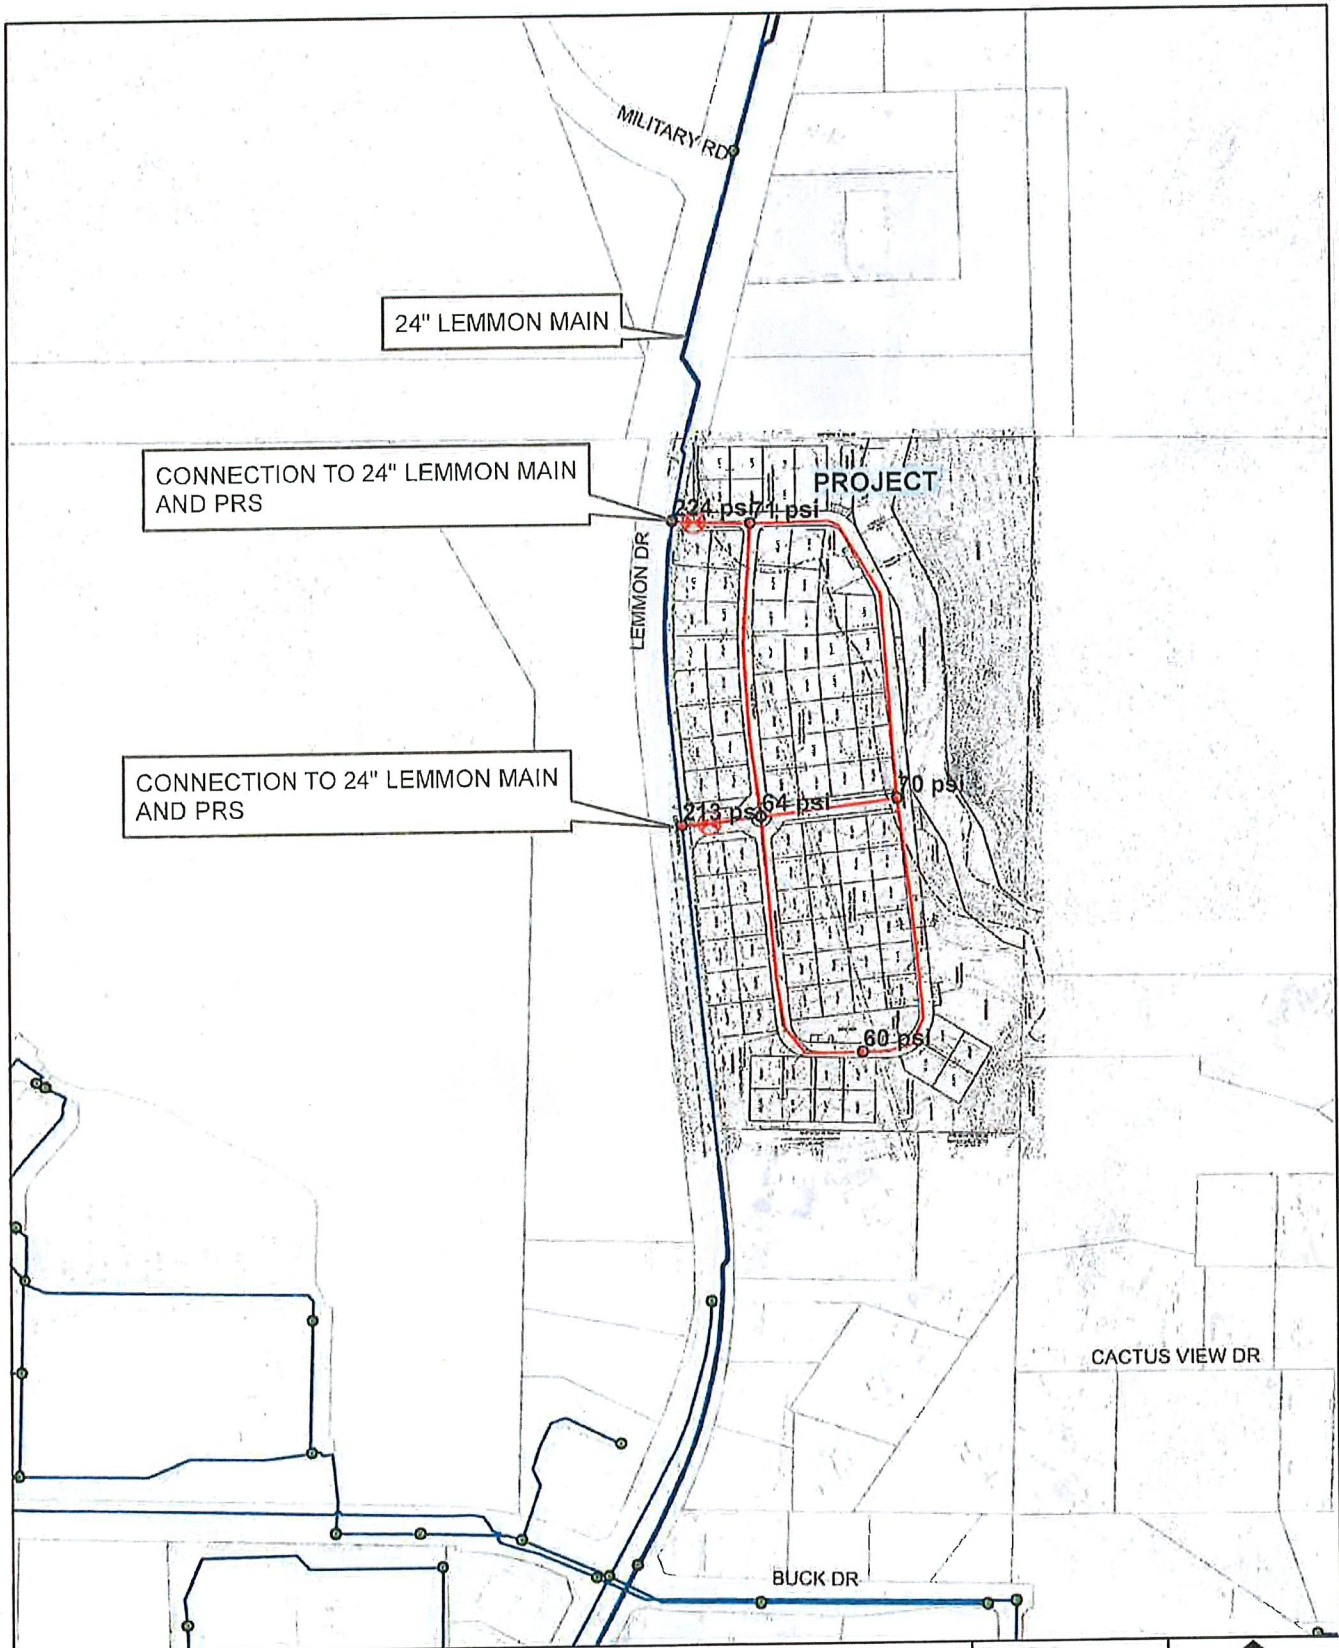 MILITARY RD
24" LEMMON MAIN
CONNECTION TO 24" LEMMON MAIN
AND PRS
PROJECT
224 psi
71 psi
LEMMON DR
CONNECTION TO 24" LEMMON MAIN
AND PRS
213 psi
64 psi
70 psi
60 psi
CACTUS VIEW DR
BUCK DR